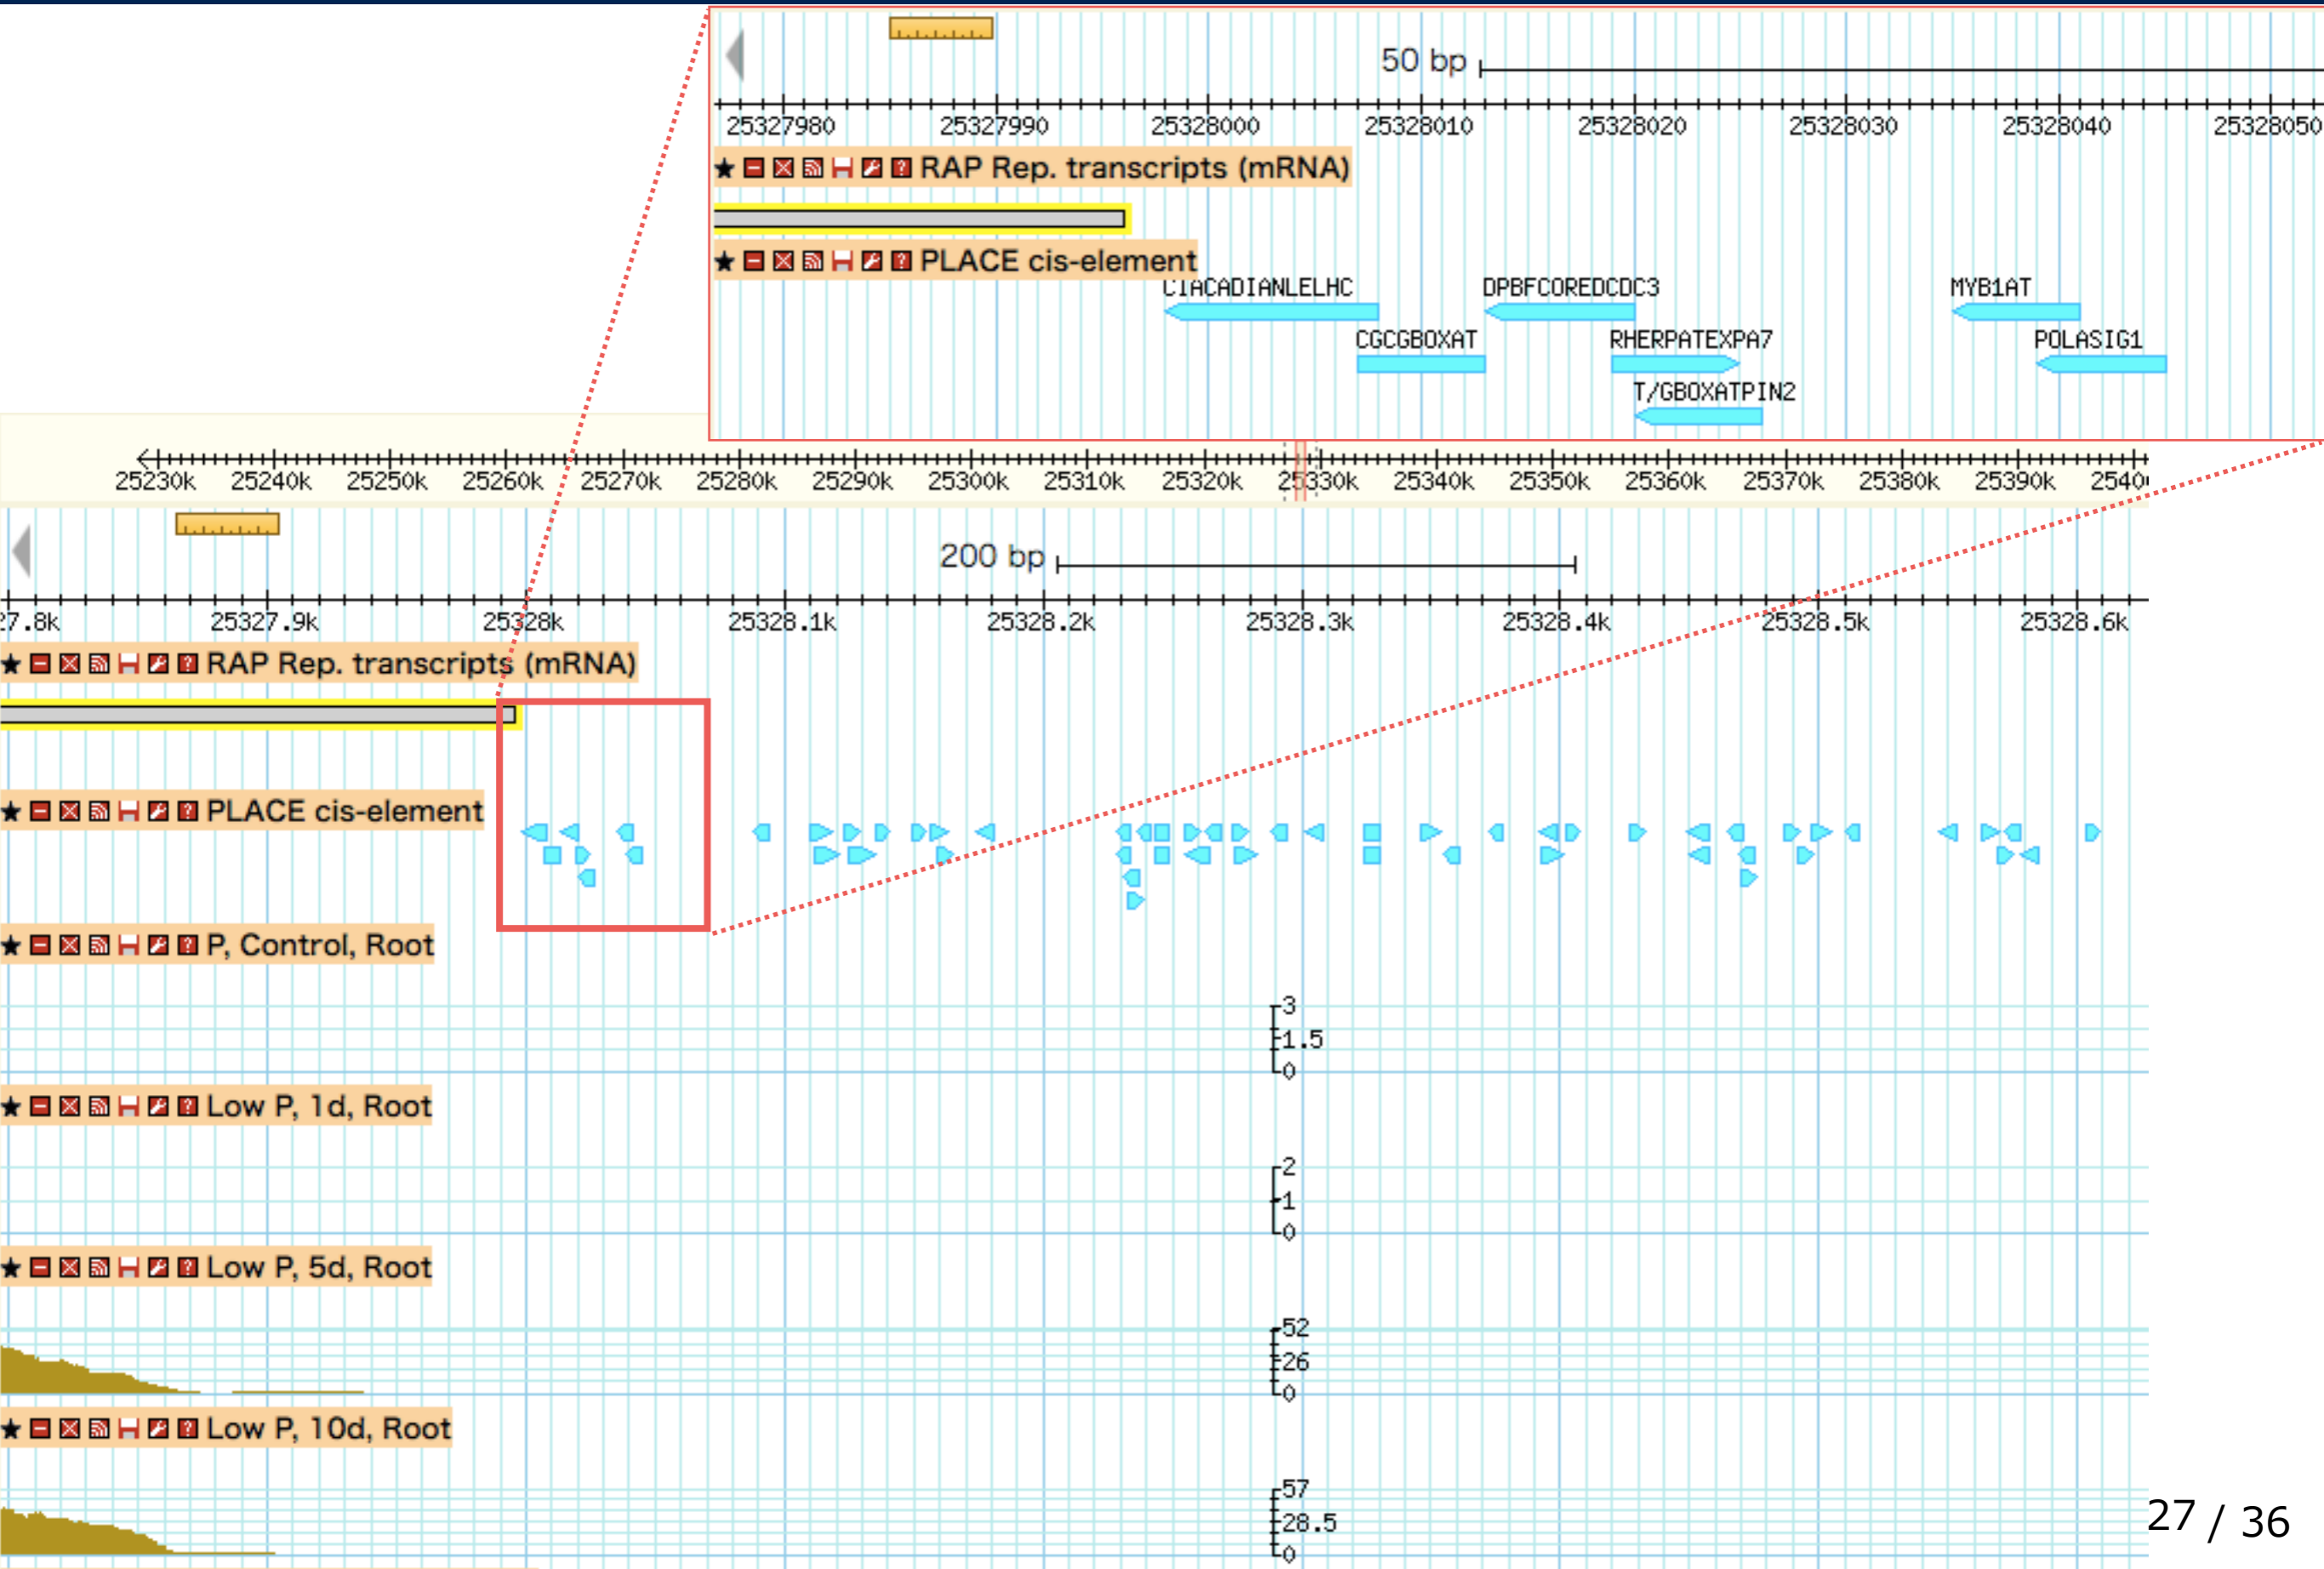 50 bp
25327980 25327990 25328000 25328010 25328020 25328030 25328040 25328050
RAP Rep. transcripts (mRNA)
PLACE cis-element
CIACADIANLELHC DPBFCOREDCDC3 MYB1AT
CGCGBOXAT RHERPATEXPA7 POLASIG1
T/GBOXATPIN2
25230k 25240k 25250k 25260k 25270k 25280k 25290k 25300k 25310k 25320k 25330k 25340k 25350k 25360k 25370k 25380k 25390k 2540
200 bp
27.8k 25327.9k 25328k 25328.1k 25328.2k 25328.3k 25328.4k 25328.5k 25328.6k
RAP Rep. transcripts (mRNA)
PLACE cis-element
P, Control, Root
3
1.5
0
Low P, 1d, Root
2
1
0
Low P, 5d, Root
52
26
0
Low P, 10d, Root
57
28.5
0
27 / 36